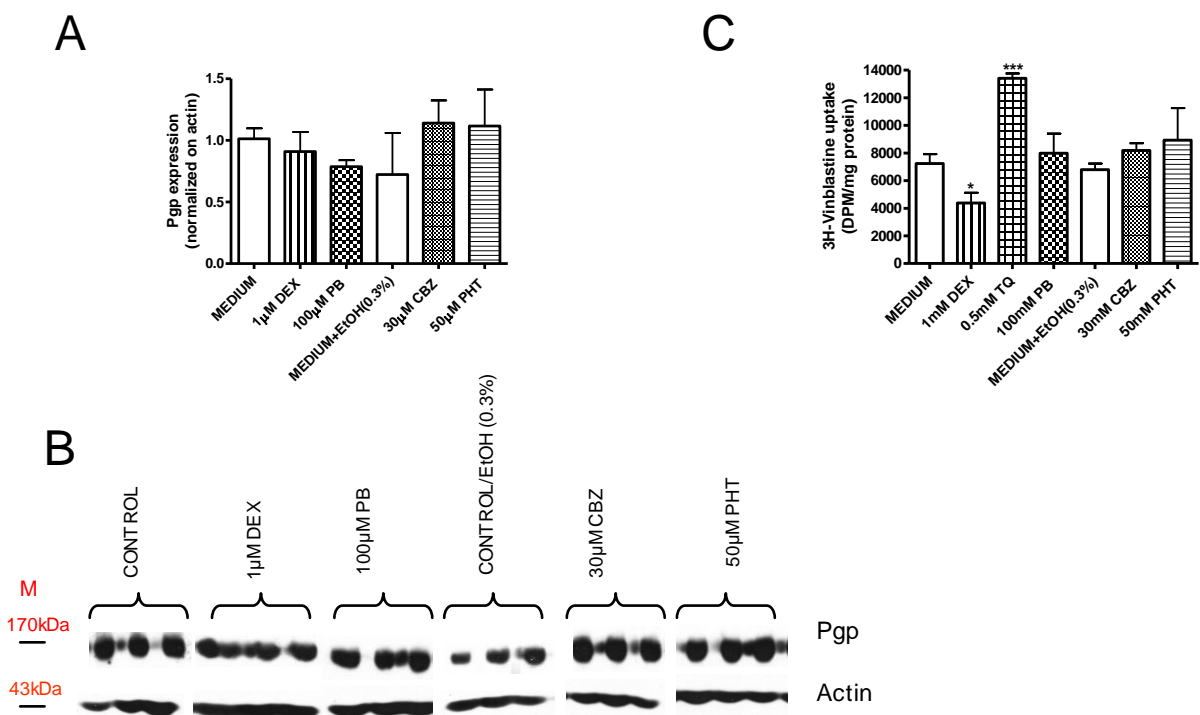 A
Pgp expression
(normalized on actin)
1.5
1.0
0.5
0.0
MEDIUM
1µM DEX
100µM PB
MEDIUM+EtOH(0.3%)
30µM CBZ
50µM PHT
C
3H-Vinblastine uptake
(DPM/mg protein)
14000
12000
10000
8000
6000
4000
2000
0
*
***
MEDIUM
1mM DEX
0.5mM TQ
100mM PB
MEDIUM+EtOH(0.3%)
30mM CBZ
50mM PHT
B
CONTROL
1µM DEX
100µM PB
CONTROL/EtOH (0.3%)
30µM CBZ
50µM PHT
M
170kDa
Pgp
43kDa
Actin